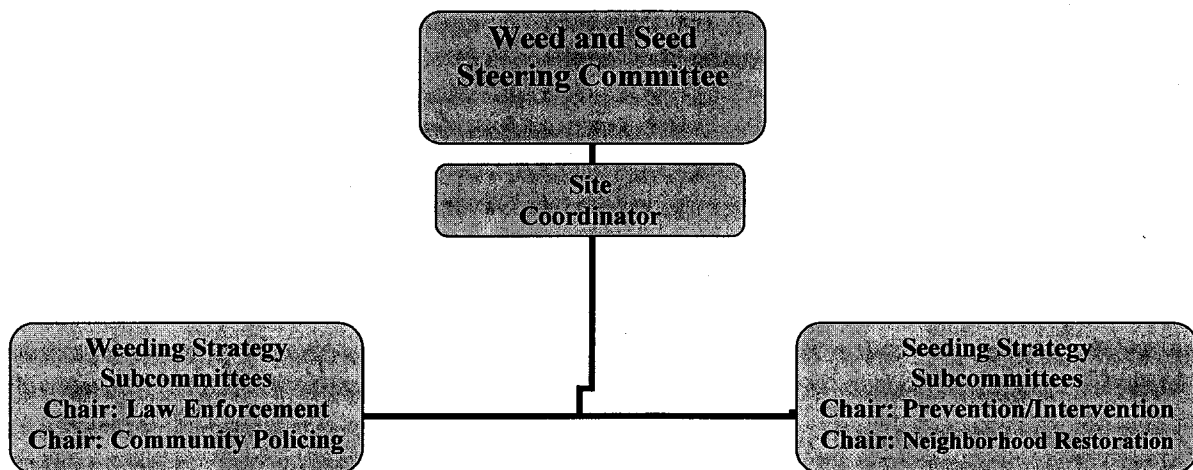 Weed and Seed
Steering Committee
Site
Coordinator
Weeding Strategy
Subcommittees
Chair: Law Enforcement
Chair: Community Policing
Seeding Strategy
Subcommittees
Chair: Prevention/Intervention
Chair: Neighborhood Restoration